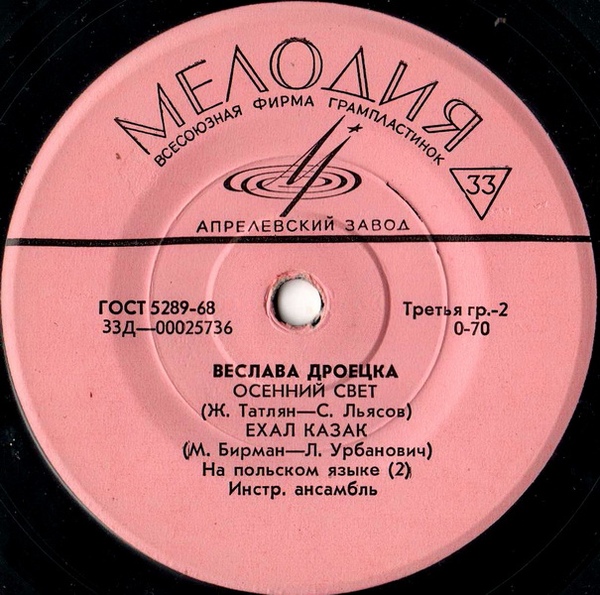 МЕЛОДИЯ
ВСЕСОЮЗНАЯ ФИРМА ГРАМПЛАСТИНОК
33
АПРЕЛЕВСКИЙ ЗАВОД
ГОСТ 5289-68
33Д—00025736
Третья гр.-2
0-70
ВЕСЛАВА ДРОЕЦКА
ОСЕННИЙ СВЕТ
(Ж. Татлян—С. Льясов)
ЕХАЛ КАЗАК
(М. Бирман—Л. Урбанович)
На польском языке (2)
Инстр. ансамбль